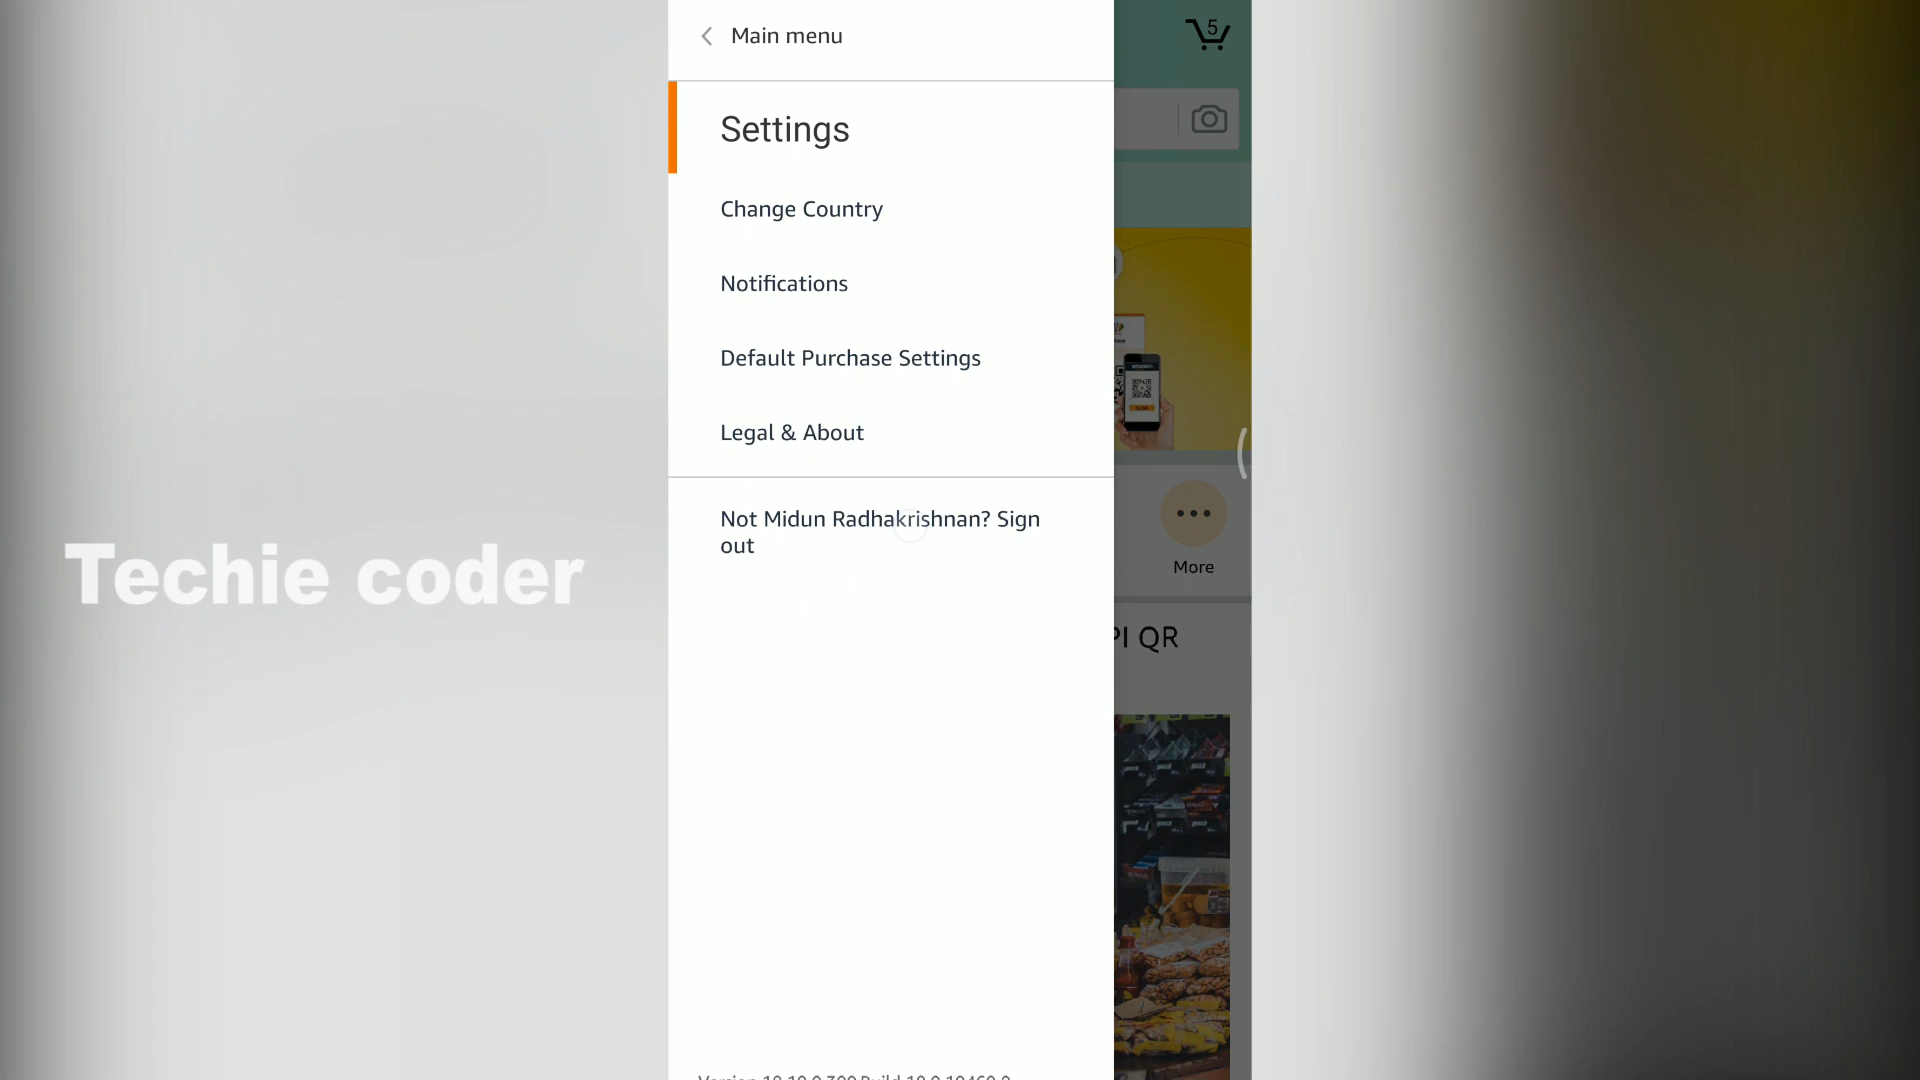 Main menu
5
Settings
Change Country
Notifications
Default Purchase Settings
Legal & About
Not Midun Radhakrishnan? Sign
out
More
PI QR
Techie coder